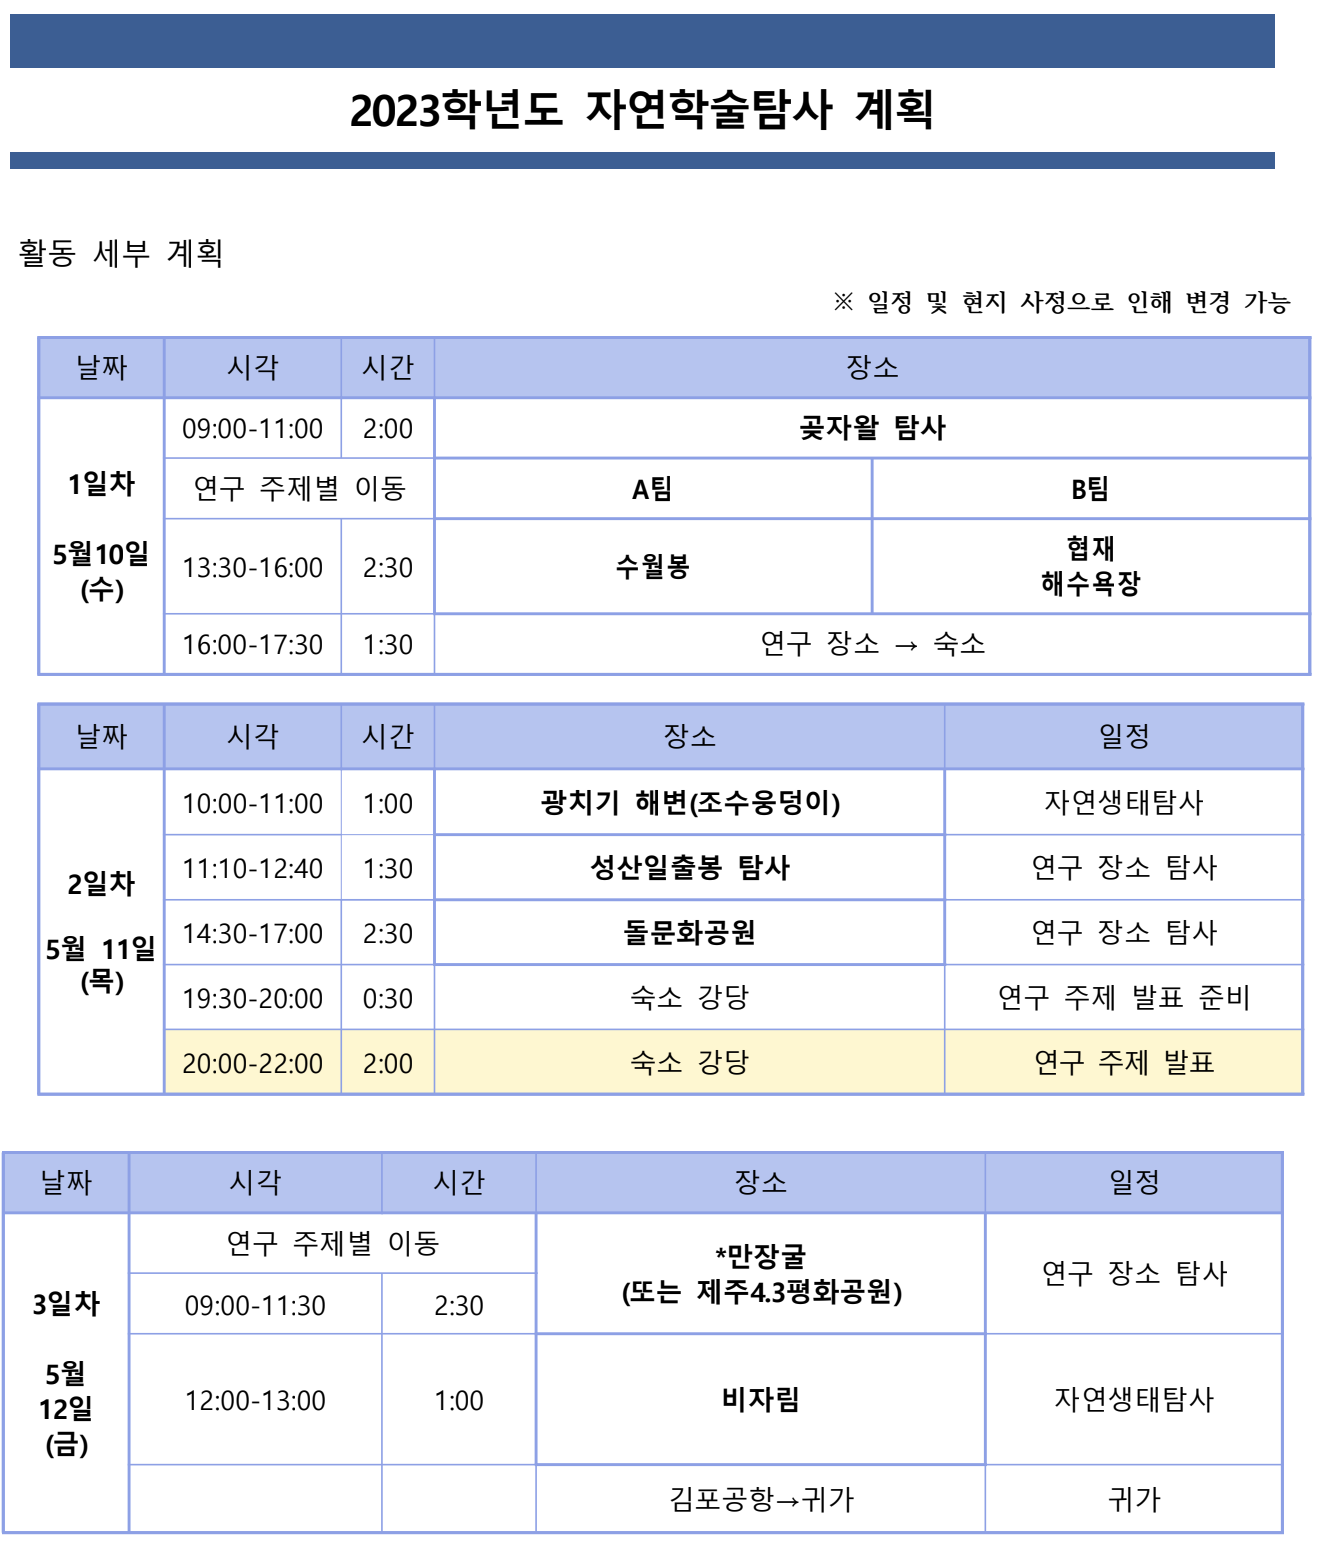 2023학년도 자연학술탐사 계획
활동 세부 계획
※ 일정 및 현지 사정으로 인해 변경 가능
날짜 시각 시간 장소
1일차
5월10일
(수)
09:00-11:00 2:00 곶자왈 탐사
연구 주제별 이동 A팀 B팀
13:30-16:00 2:30 수월봉 협재
해수욕장
16:00-17:30 1:30 연구 장소 → 숙소
날짜 시각 시간 장소 일정
2일차
5월 11일
(목)
10:00-11:00 1:00 광치기 해변(조수웅덩이) 자연생태탐사
11:10-12:40 1:30 성산일출봉 탐사 연구 장소 탐사
14:30-17:00 2:30 돌문화공원 연구 장소 탐사
19:30-20:00 0:30 숙소 강당 연구 주제 발표 준비
20:00-22:00 2:00 숙소 강당 연구 주제 발표
날짜 시각 시간 장소 일정
3일차
5월
12일
(금)
연구 주제별 이동
09:00-11:30 2:30
*만장굴
(또는 제주4.3평화공원)
연구 장소 탐사
12:00-13:00 1:00 비자림 자연생태탐사
김포공항→귀가 귀가